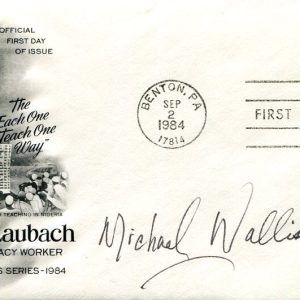 OFFICIAL
FIRST DAY
OF ISSUE
The
"Each One
Teach One
Way"
TEACHING IN NIGERIA
Laubach
ACY WORKER
S SERIES-1984
BENTON, PA
SEP
2
1984
17814
FIRST
Michael Wallis